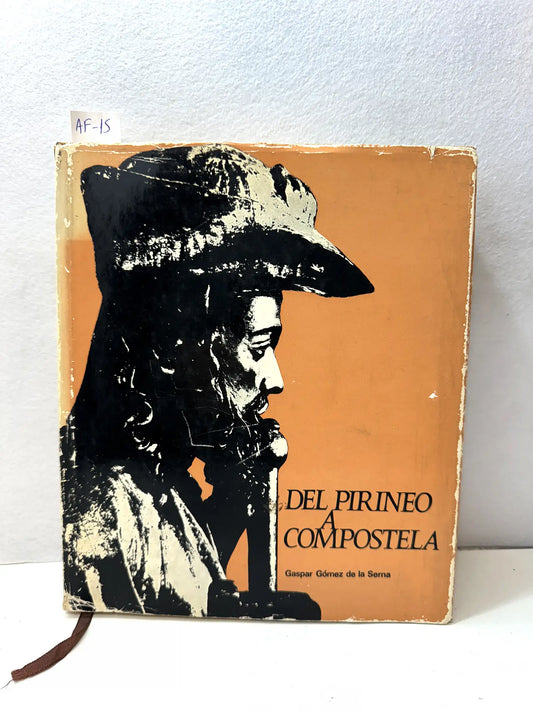 AF-15
DEL PIRINEO
A
COMPOSTELA
Gaspar Gómez de la Serna